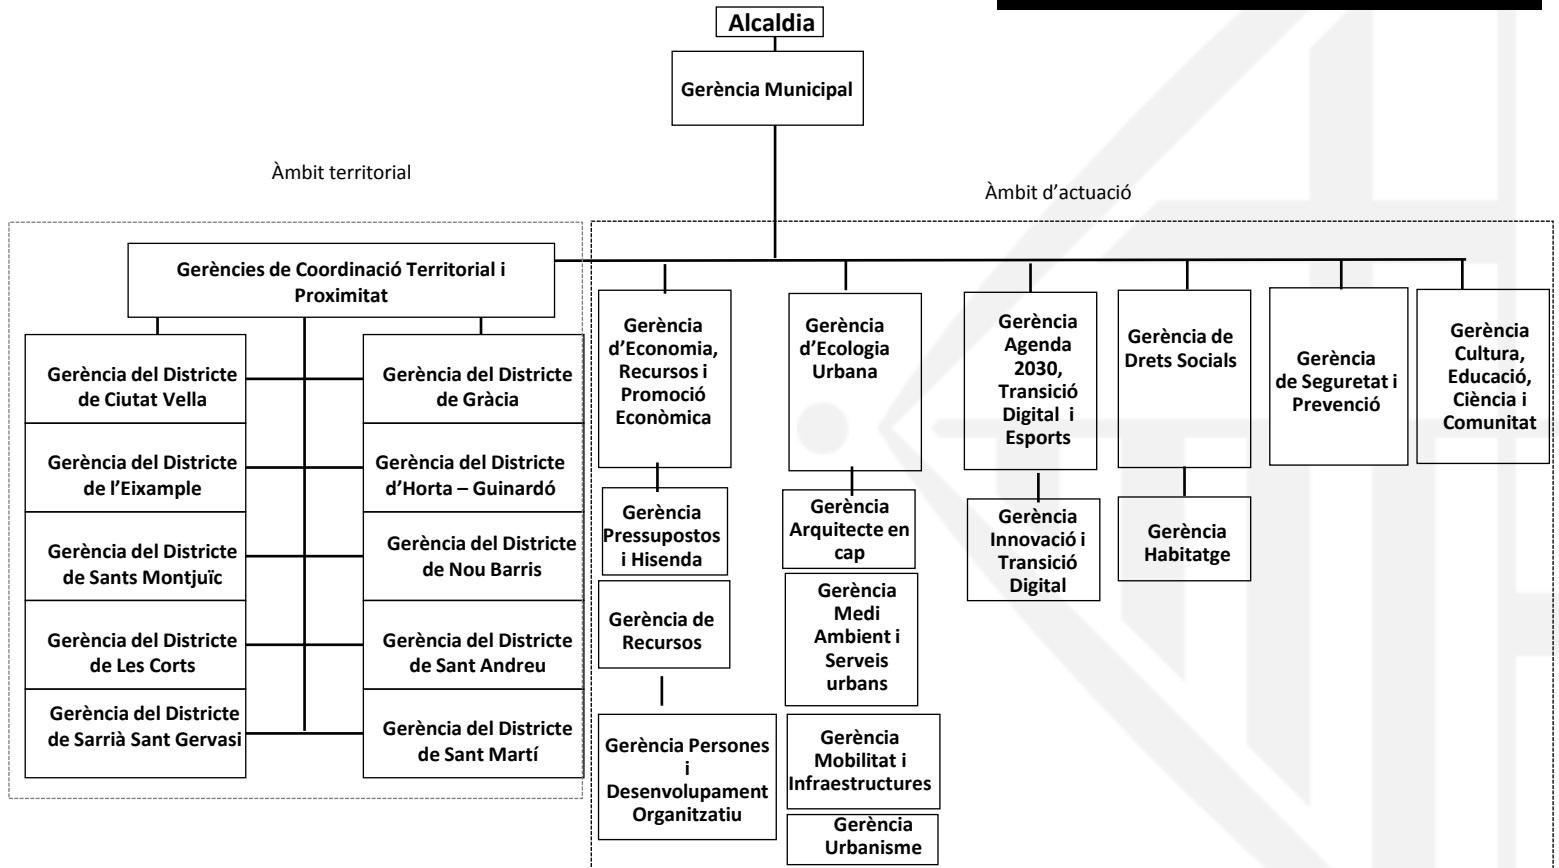 Alcaldia
Gerència Municipal
Àmbit territorial
Àmbit d'actuació
Gerències de Coordinació Territorial i
Proximitat
Gerència del Districte
de Ciutat Vella
Gerència del Districte
de Gràcia
Gerència del Districte
de l'Eixample
Gerència del Districte
d'Horta – Guinardó
Gerència del Districte
de Sants Montjuïc
Gerència del Districte
de Nou Barris
Gerència del Districte
de Les Corts
Gerència del Districte
de Sant Andreu
Gerència del Districte
de Sarrià Sant Gervasi
Gerència del Districte
de Sant Martí
Gerència
d'Economia,
Recursos i
Promoció
Econòmica
Gerència
Pressupostos
i Hisenda
Gerència de
Recursos
Gerència Persones
i
Desenvolupament
Organitzatiu
Gerència
d'Ecologia
Urbana
Gerència
Arquitecte en
cap
Gerència
Medi
Ambient i
Serveis
urbans
Gerència
Mobilitat i
Infraestructures
Gerència
Urbanisme
Gerència
Agenda
2030,
Transició
Digital i
Esports
Gerència
Innovació i
Transició
Digital
Gerència de
Drets Socials
Gerència
Habitatge
Gerència
de Seguretat i
Prevenció
Gerència
Cultura,
Educació,
Ciència i
Comunitat